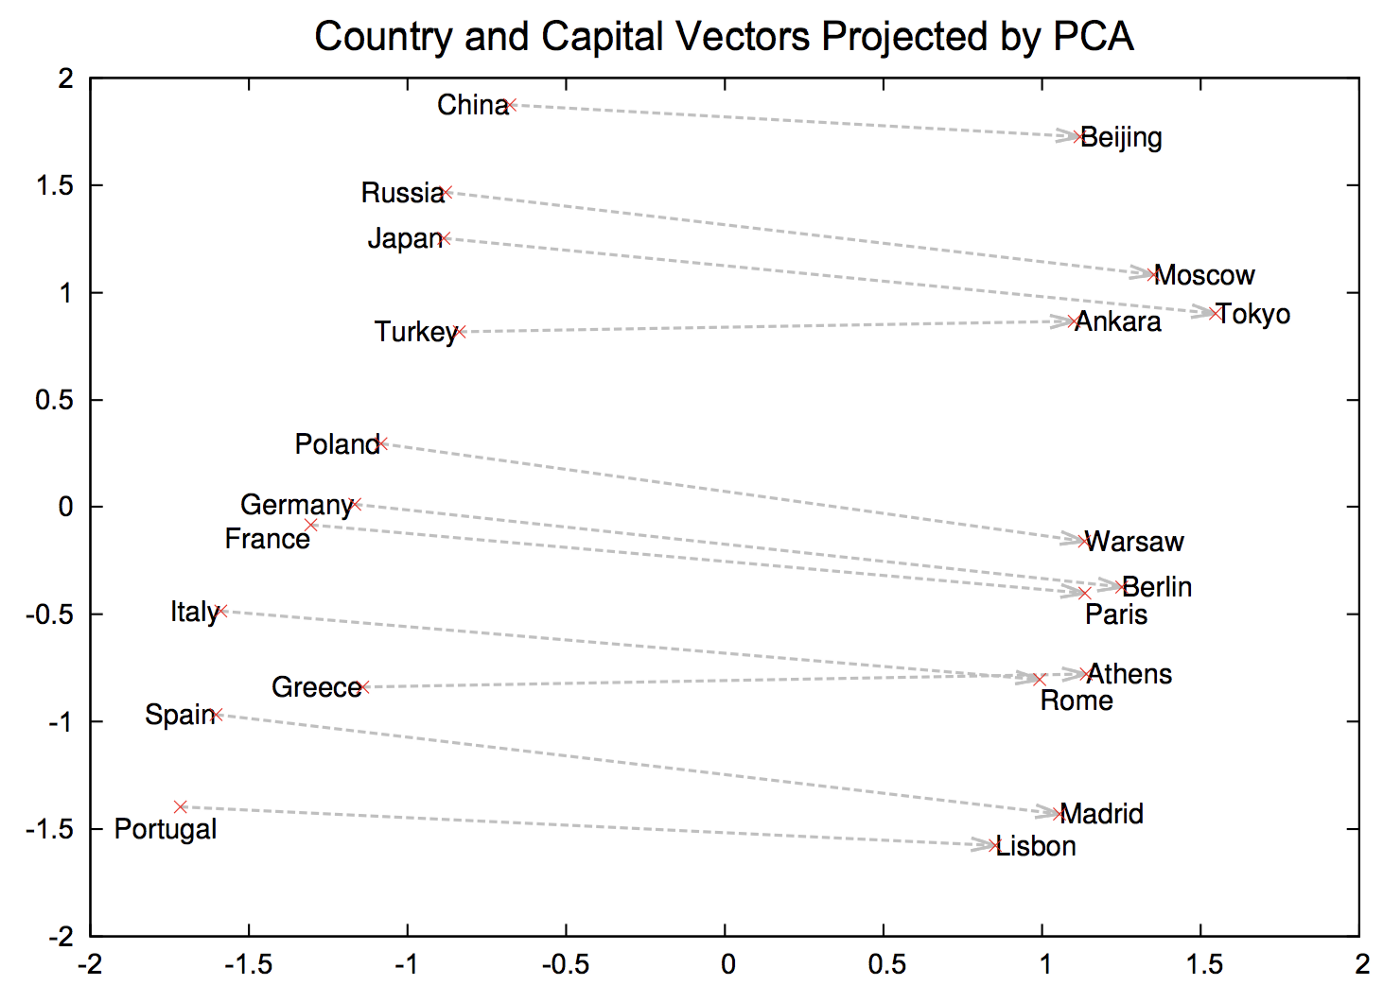 Country and Capital Vectors Projected by PCA
2
China
Beijing
1.5
Russia
Japan
Moscow
1
Tokyo
Turkey
Ankara
0.5
Poland
0
Germany
France
Warsaw
Berlin
-0.5
Italy
Paris
Greece
Athens
Rome
-1
Spain
Madrid
-1.5
Portugal
Lisbon
-2
-2 -1.5 -1 -0.5 0 0.5 1 1.5 2